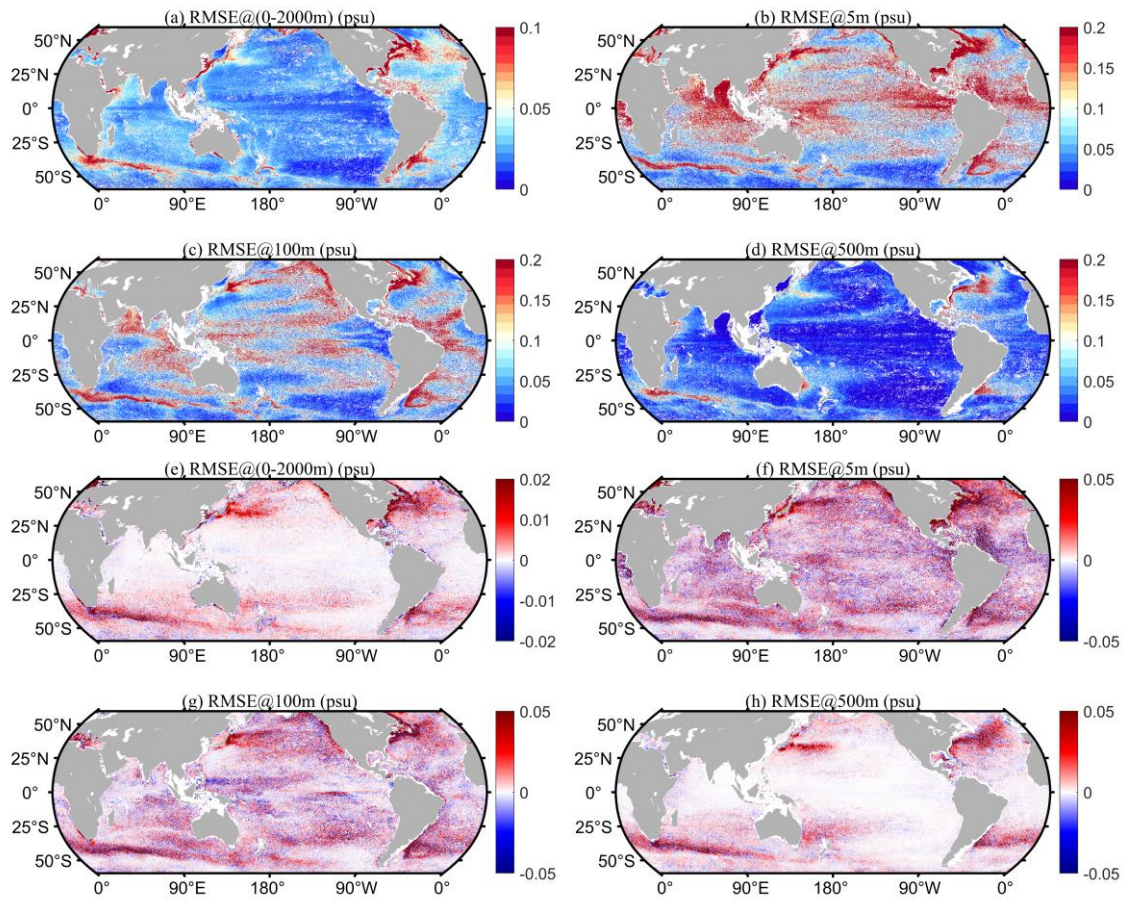 (a) RMSE@(0-2000m) (psu)
50°N
25°N
0°
25°S
50°S
0°
90°E
180°
90°W
0°
0.1
0.05
0
(b) RMSE@5m (psu)
50°N
25°N
0°
25°S
50°S
0°
90°E
180°
90°W
0°
0.2
0.15
0.1
0.05
0
(c) RMSE@100m (psu)
50°N
25°N
0°
25°S
50°S
0°
90°E
180°
90°W
0°
0.2
0.15
0.1
0.05
0
(d) RMSE@500m (psu)
50°N
25°N
0°
25°S
50°S
0°
90°E
180°
90°W
0°
0.2
0.15
0.1
0.05
0
(e) RMSE@(0-2000m) (psu)
50°N
25°N
0°
25°S
50°S
0°
90°E
180°
90°W
0°
0.02
0.01
0
-0.01
-0.02
(f) RMSE@5m (psu)
50°N
25°N
0°
25°S
50°S
0°
90°E
180°
90°W
0°
0.05
0
-0.05
(g) RMSE@100m (psu)
50°N
25°N
0°
25°S
50°S
0°
90°E
180°
90°W
0°
0.05
0
-0.05
(h) RMSE@500m (psu)
50°N
25°N
0°
25°S
50°S
0°
90°E
180°
90°W
0°
0.05
0
-0.05